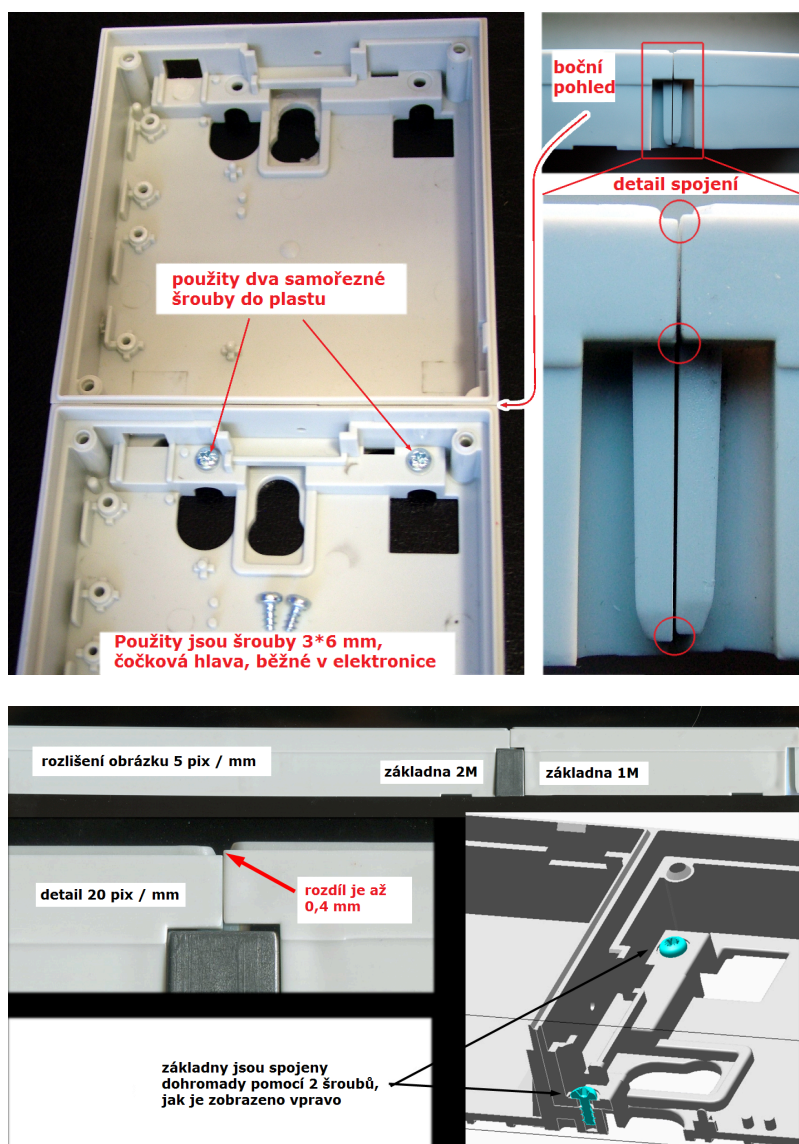 boční
pohled
detail spojení
použity dva samořezné
šrouby do plastu
Použity jsou šrouby 3*6 mm,
čočková hlava, běžné v elektronice
rozlišení obrázku 5 pix / mm
základna 2M
základna 1M
detail 20 pix / mm
rozdíl je až
0,4 mm
základny jsou spojeny
dohromady pomocí 2 šroubů,
jak je zobrazeno vpravo